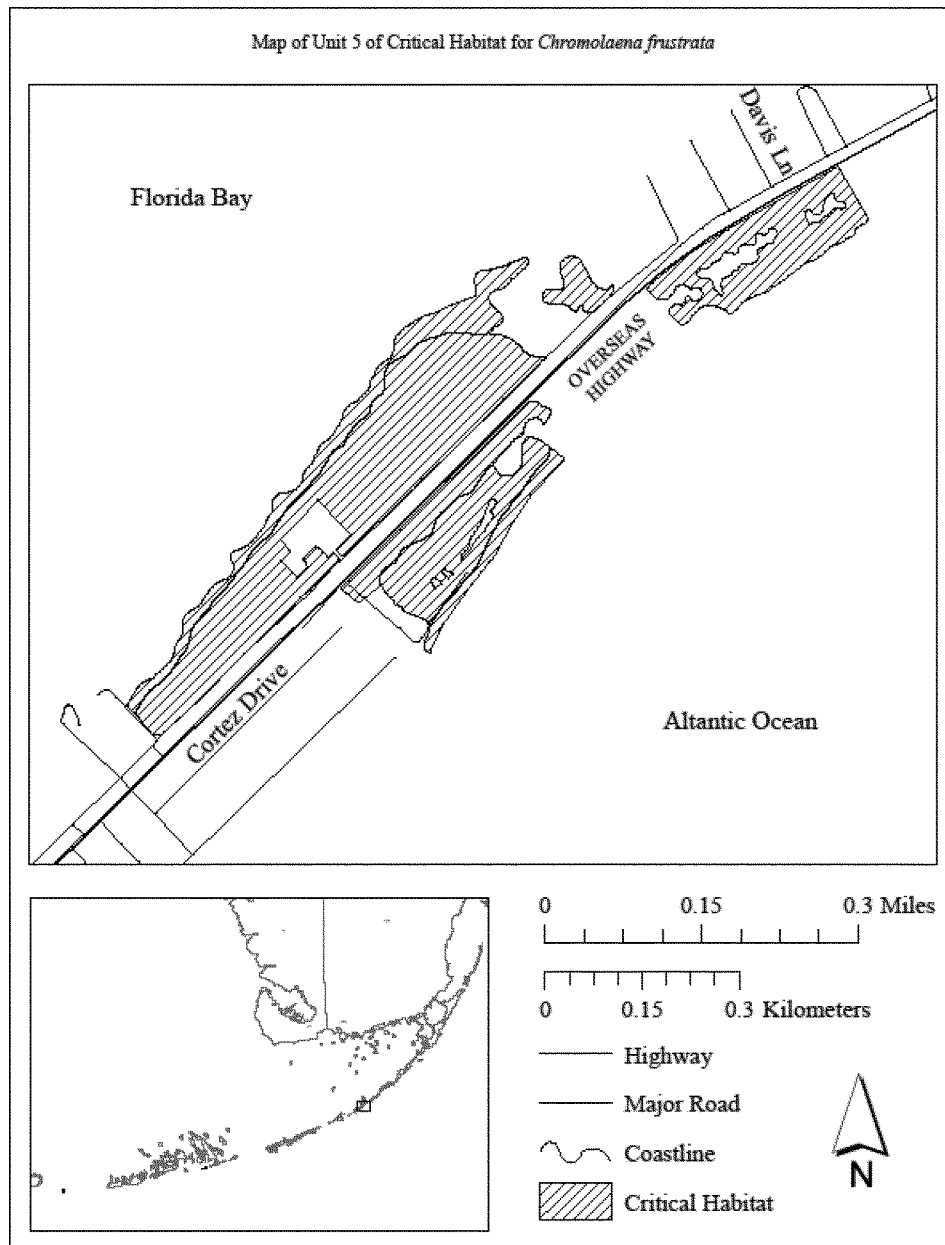 Map of Unit 5 of Critical Habitat for Chromolaena frustrata
Davis Ln
Florida Bay
OVERSEAS
HIGHWAY
Cortez Drive
Altantic Ocean
0 0.15 0.3 Miles
0 0.15 0.3 Kilometers
Highway
Major Road
Coastline
Critical Habitat
N